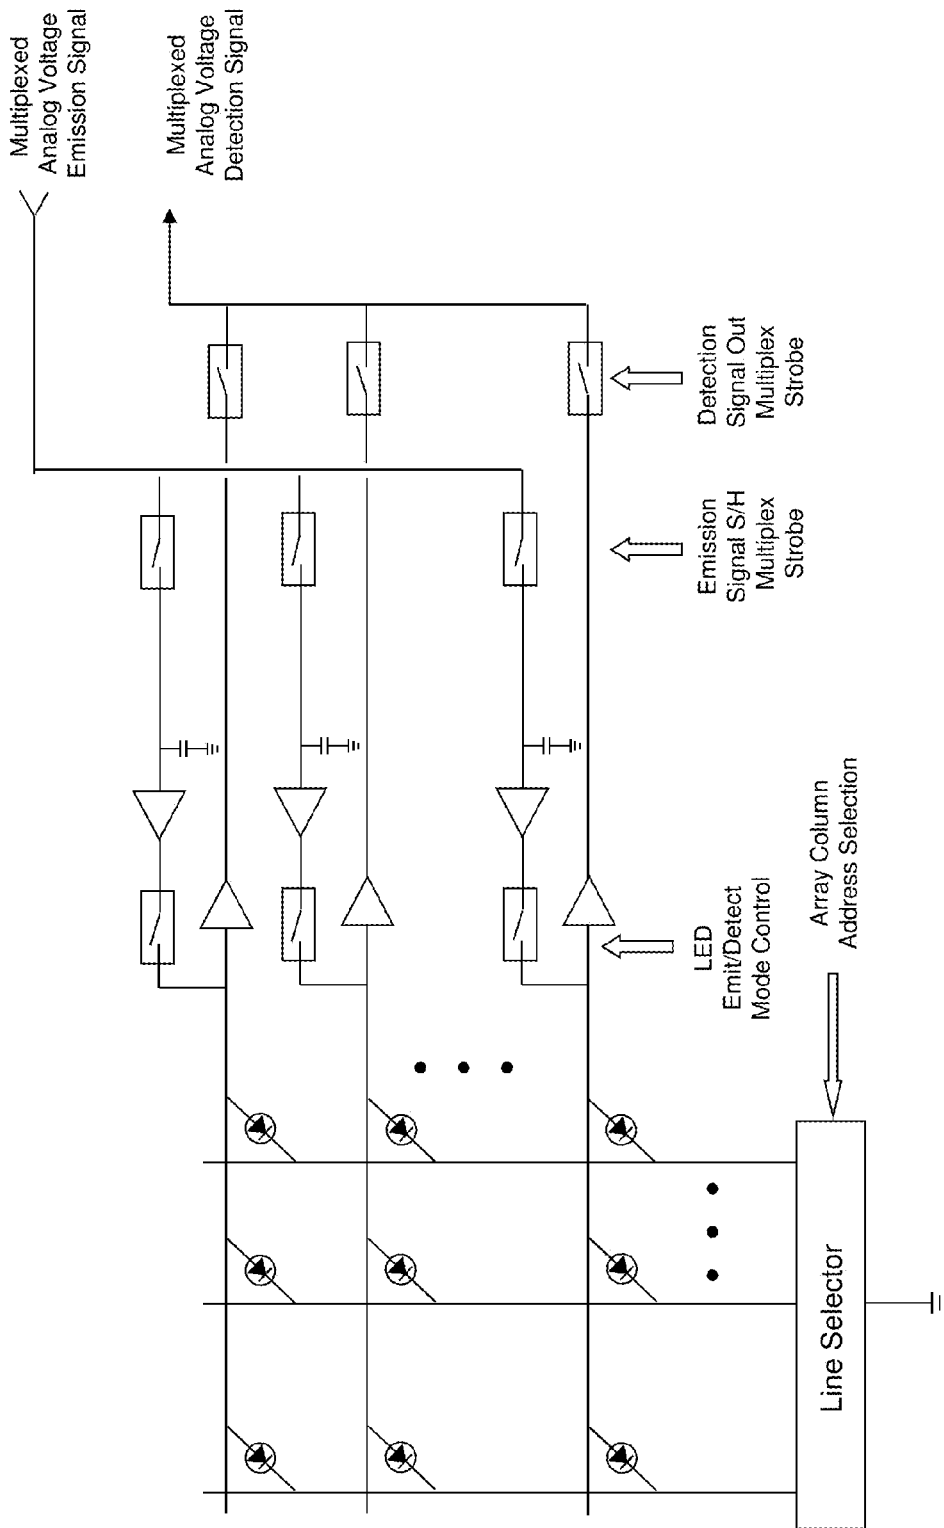 Multiplexed
Analog Voltage
Emission Signal
Multiplexed
Analog Voltage
Detection Signal
Detection
Signal Out
Multiplex
Strobe
Emission
Signal S/H
Multiplex
Strobe
LED
Emit/Detect
Mode Control
Array Column
Address Selection
Line Selector